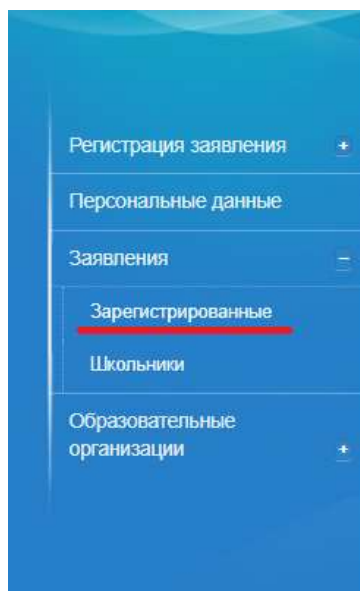 Регистрация заявления +
Персональные данные
Заявления −
Зарегистрированные
Школьники
Образовательные
организации +